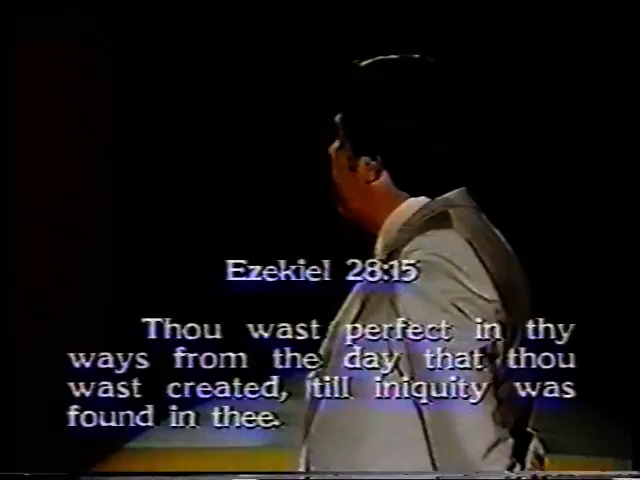 Ezekiel 28:15
Thou wast perfect in thy
ways from the day that thou
wast created, till iniquity was
found in thee.